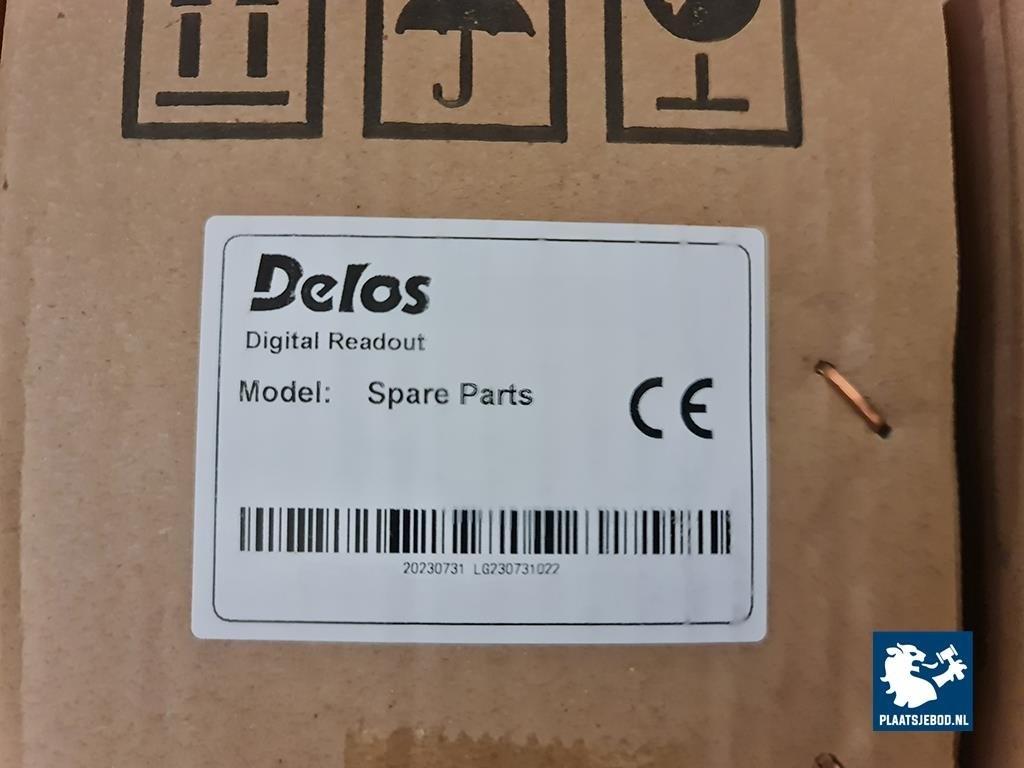 Delos
Digital Readout
Model: Spare Parts
CE
20230731 LG230731022
PLAATSJEBOD.NL